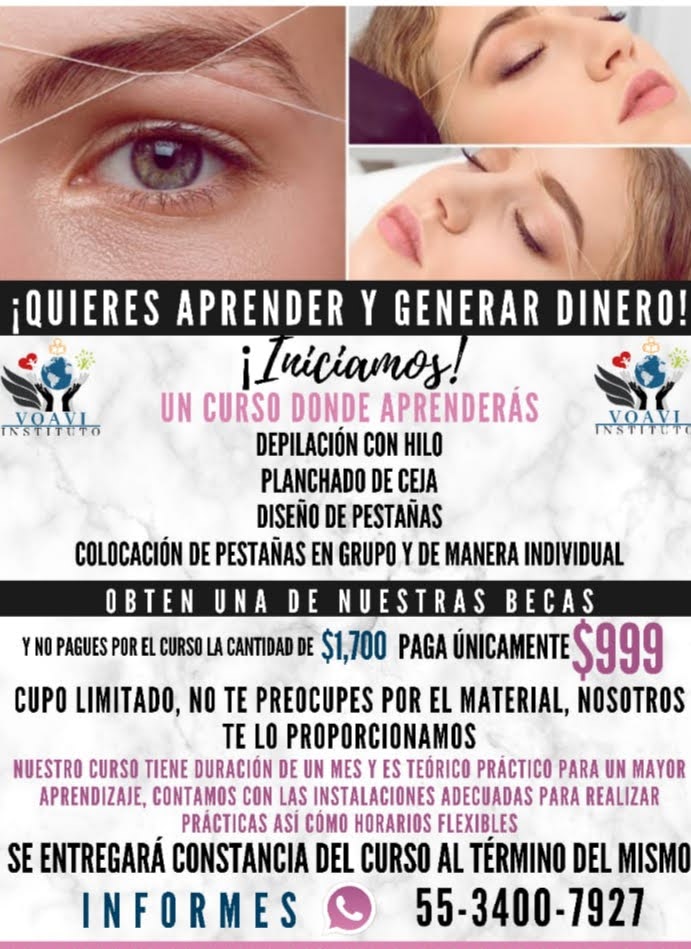 ¡QUIERES APRENDER Y GENERAR DINERO!
¡Iniciamos!
VOAVI
INSTITUTO
VOAVI
INSTITUTO
UN CURSO DONDE APRENDERÁS
DEPILACIÓN CON HILO
PLANCHADO DE CEJA
DISEÑO DE PESTAÑAS
COLOCACIÓN DE PESTAÑAS EN GRUPO Y DE MANERA INDIVIDUAL
OBTEN UNA DE NUESTRAS BECAS
Y NO PAGUES POR EL CURSO LA CANTIDAD DE $1,700 PAGA ÚNICAMENTE $999
CUPO LIMITADO, NO TE PREOCUPES POR EL MATERIAL, NOSOTROS
TE LO PROPORCIONAMOS
NUESTRO CURSO TIENE DURACIÓN DE UN MES Y ES TEÓRICO PRÁCTICO PARA UN MAYOR
APRENDIZAJE, CONTAMOS CON LAS INSTALACIONES ADECUADAS PARA REALIZAR
PRÁCTICAS ASÍ CÓMO HORARIOS FLEXIBLES
SE ENTREGARÁ CONSTANCIA DEL CURSO AL TÉRMINO DEL MISMO
INFORMES 55-3400-7927